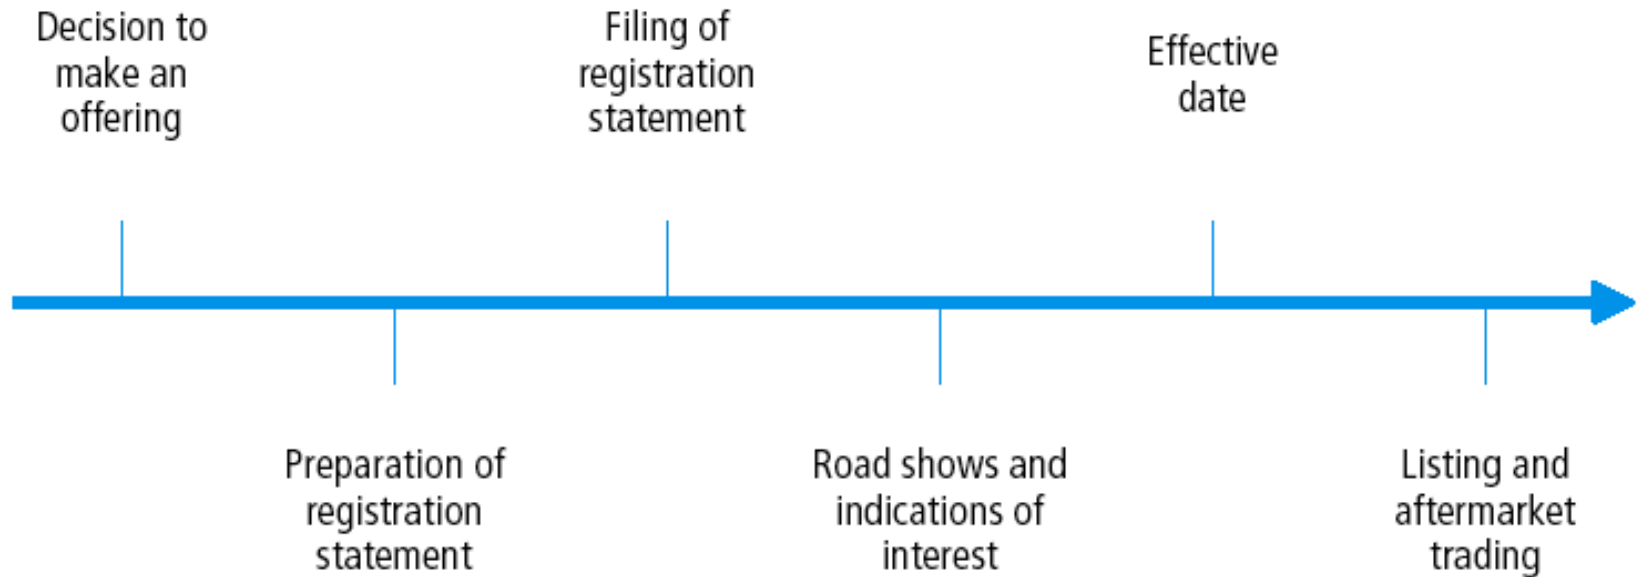 Decision to
make an
offering
Filing of
registration
statement
Effective
date
Preparation of
registration
statement
Road shows and
indications of
interest
Listing and
aftermarket
trading